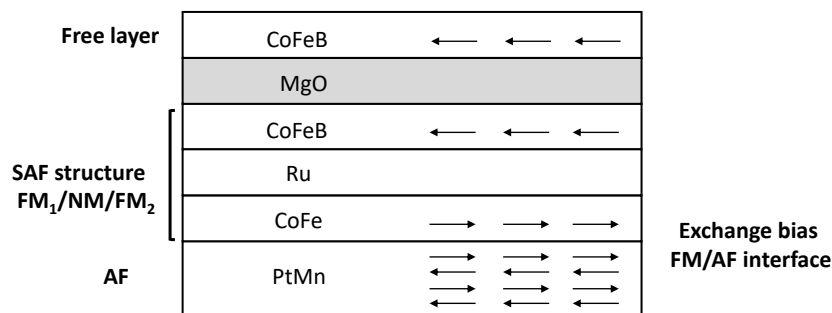 Free layer
CoFeB
MgO
CoFeB
SAF structure
FM₁/NM/FM₂
Ru
CoFe
Exchange bias
FM/AF interface
AF
PtMn